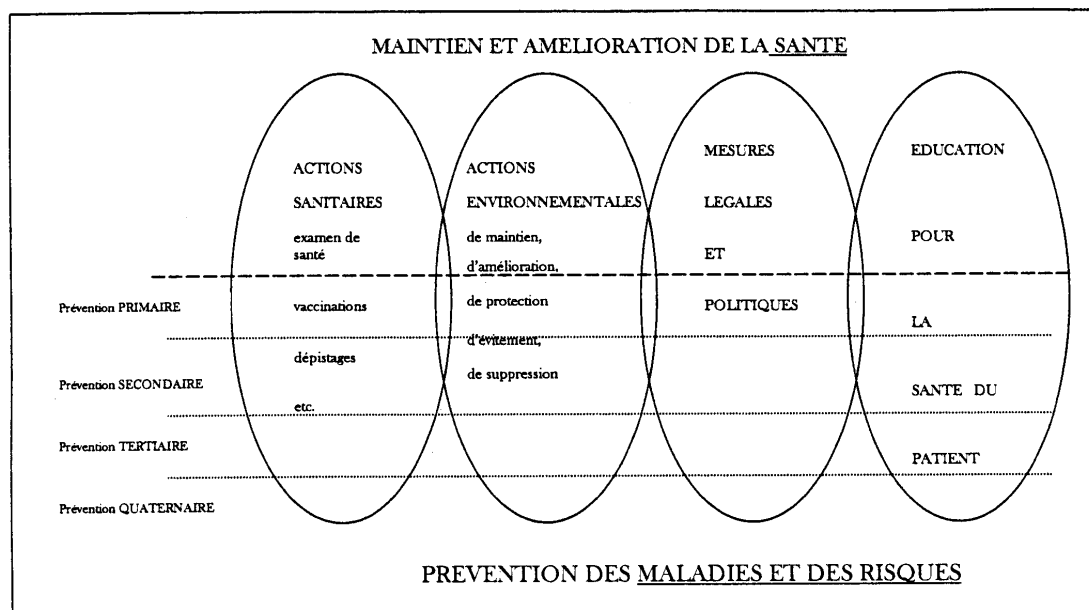 MAINTIEN ET AMELIORATION DE LA SANTE
ACTIONS
SANITAIRES
examen de
santé
vaccinations
dépistages
etc.
ACTIONS
ENVIRONNEMENTALES
de maintien,
d'amélioration,
de protection
d'évitement,
de suppression
MESURES
LEGALES
ET
POLITIQUES
EDUCATION
POUR
LA
SANTE DU
PATIENT
Prévention PRIMAIRE
Prévention SECONDAIRE
Prévention TERTIAIRE
Prévention QUATERNAIRE
PREVENTION DES MALADIES ET DES RISQUES